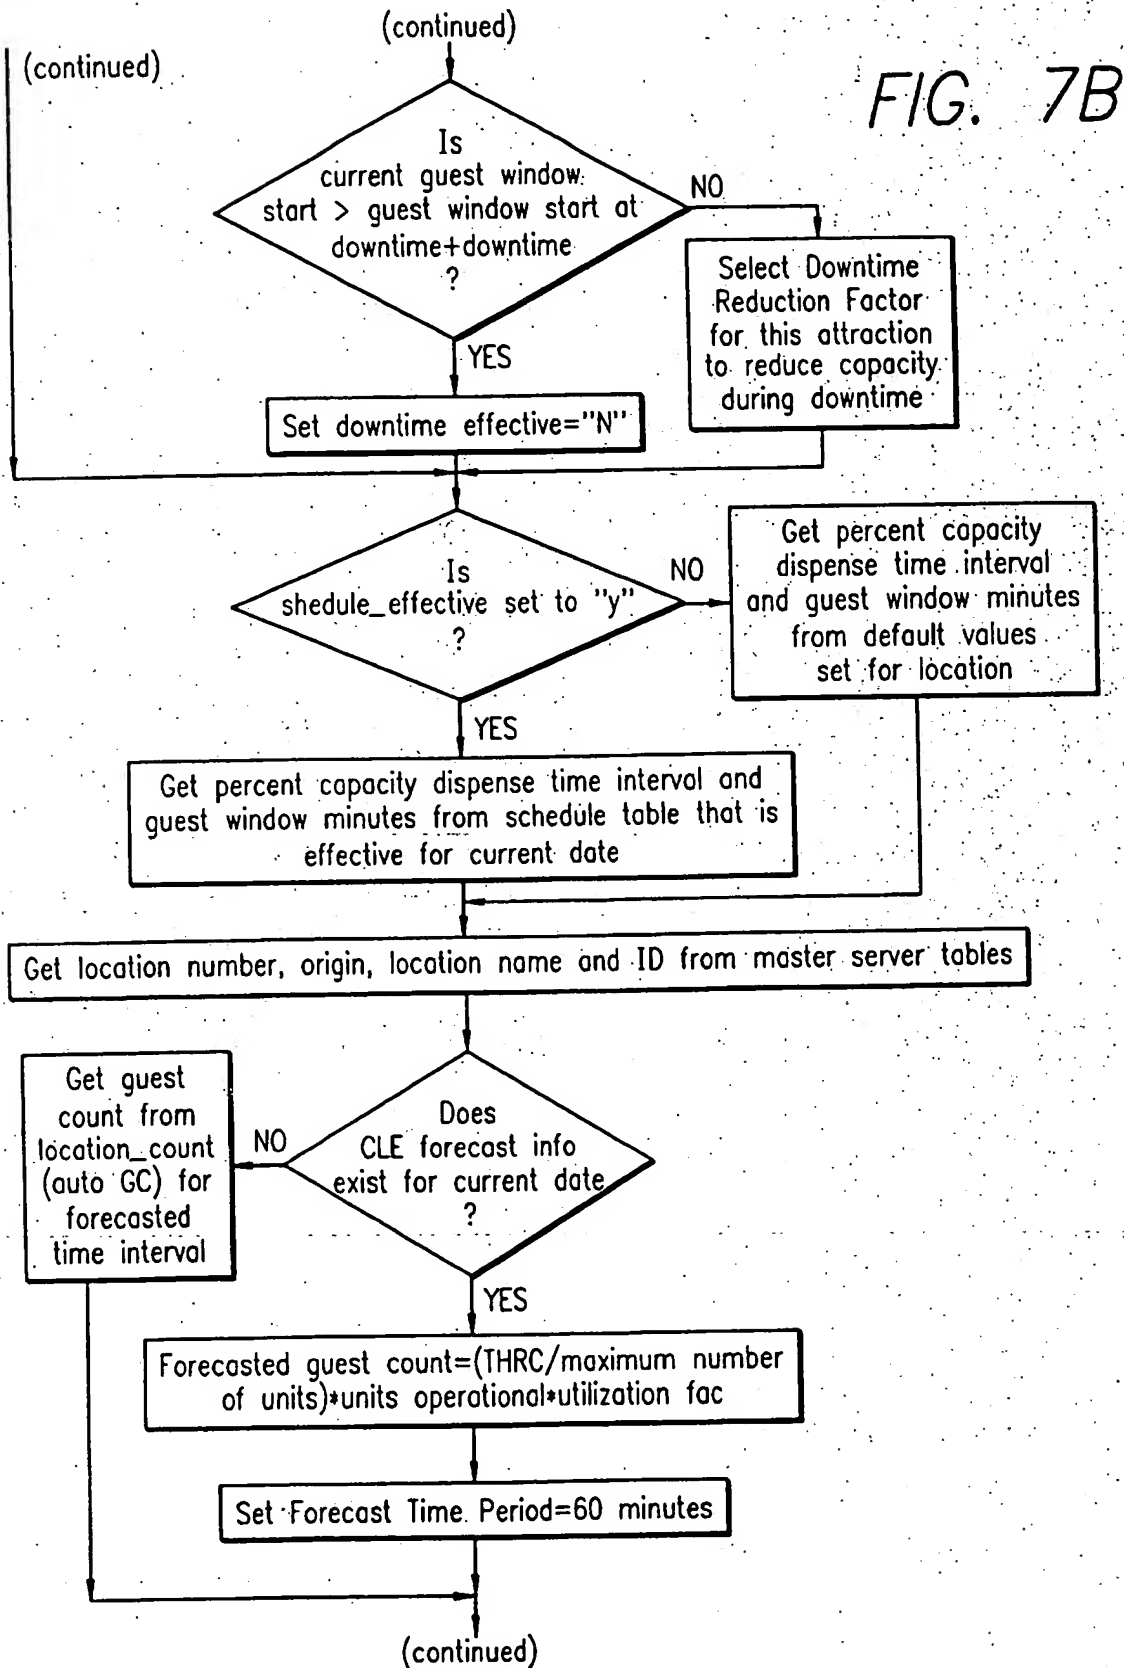 (continued)
(continued)
FIG. 7B
Is
current guest window
start > guest window start at
downtime+downtime
?
NO
Select Downtime
Reduction Factor
for this attraction
to reduce capacity
during downtime
YES
Set downtime effective="N"
Is
shedule_effective set to "y"
?
NO
Get percent capacity
dispense time interval
and guest window minutes
from default values
set for location
YES
Get percent capacity dispense time interval and
guest window minutes from schedule table that is
effective for current date
Get location number, origin, location name and ID from master server tables
Does
CLE forecast info
exist for current date
?
NO
Get guest
count from
location_count
(auto GC) for
forecasted
time interval
YES
Forecasted guest count=(THRC/maximum number
of units)*units operational*utilization fac
Set Forecast Time Period=60 minutes
(continued)